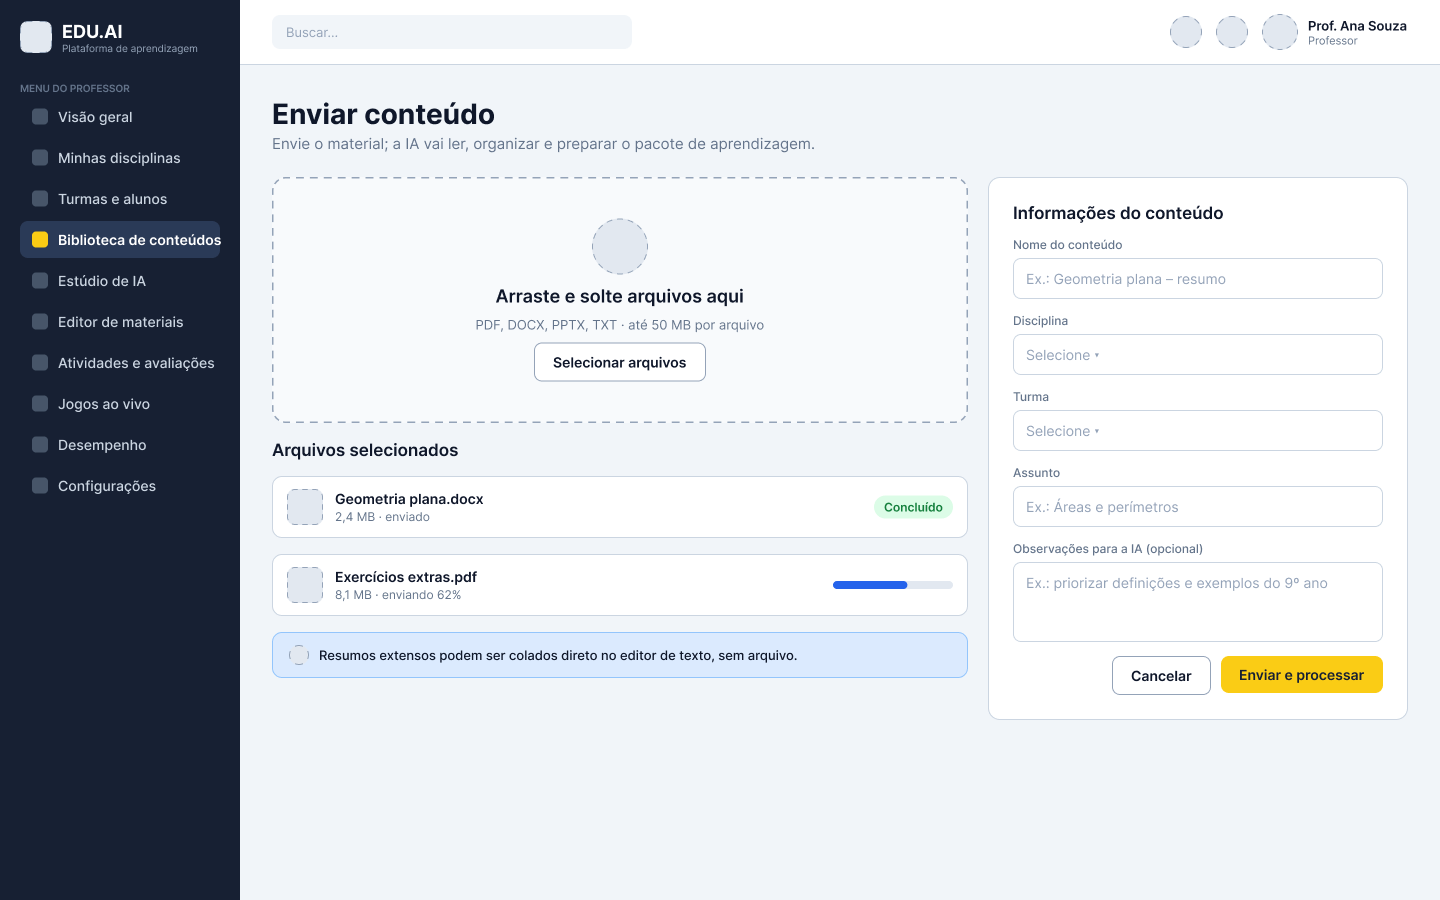 EDU.AI
Plataforma de aprendizagem
MENU DO PROFESSOR
Visão geral
Minhas disciplinas
Turmas e alunos
Biblioteca de conteúdos
Estúdio de IA
Editor de materiais
Atividades e avaliações
Jogos ao vivo
Desempenho
Configurações
Buscar...
Prof. Ana Souza
Professor
Enviar conteúdo
Envie o material; a IA vai ler, organizar e preparar o pacote de aprendizagem.
Arraste e solte arquivos aqui
PDF, DOCX, PPTX, TXT · até 50 MB por arquivo
Selecionar arquivos
Arquivos selecionados
Geometria plana.docx
2,4 MB · enviado
Concluído
Exercícios extras.pdf
8,1 MB · enviando 62%
Resumos extensos podem ser colados direto no editor de texto, sem arquivo.
Informações do conteúdo
Nome do conteúdo
Ex.: Geometria plana – resumo
Disciplina
Selecione ▾
Turma
Selecione ▾
Assunto
Ex.: Áreas e perímetros
Observações para a IA (opcional)
Ex.: priorizar definições e exemplos do 9º ano
Cancelar
Enviar e processar